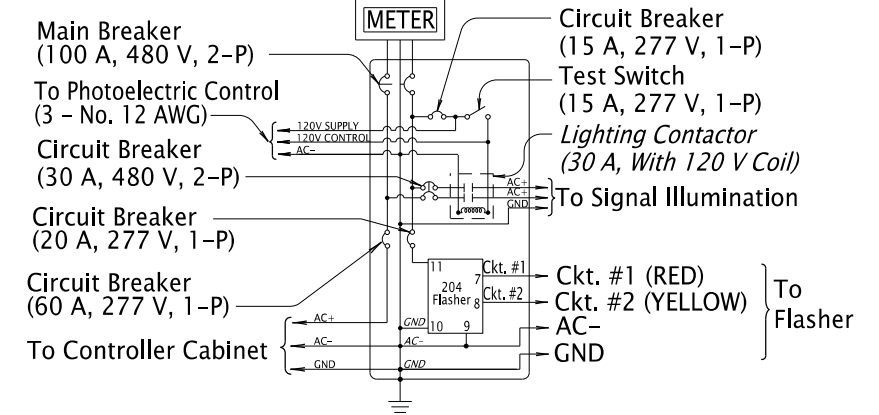 METER
Main Breaker
(100 A, 480 V, 2-P)
To Photoelectric Control
(3 - No. 12 AWG)
Circuit Breaker
(30 A, 480 V, 2-P)
Circuit Breaker
(20 A, 277 V, 1-P)
Circuit Breaker
(60 A, 277 V, 1-P)
To Controller Cabinet
Circuit Breaker
(15 A, 277 V, 1-P)
Test Switch
(15 A, 277 V, 1-P)
Lighting Contactor
(30 A, With 120 V Coil)
To Signal Illumination
120V SUPPLY
120V CONTROL
AC-
AC+
AC+
GND
11
7
204
Flasher
8
10
9
Ckt. #1
Ckt. #2
GND
AC-
GND
AC+
AC-
GND
Ckt. #1 (RED)
Ckt. #2 (YELLOW)
AC-
GND
To
Flasher